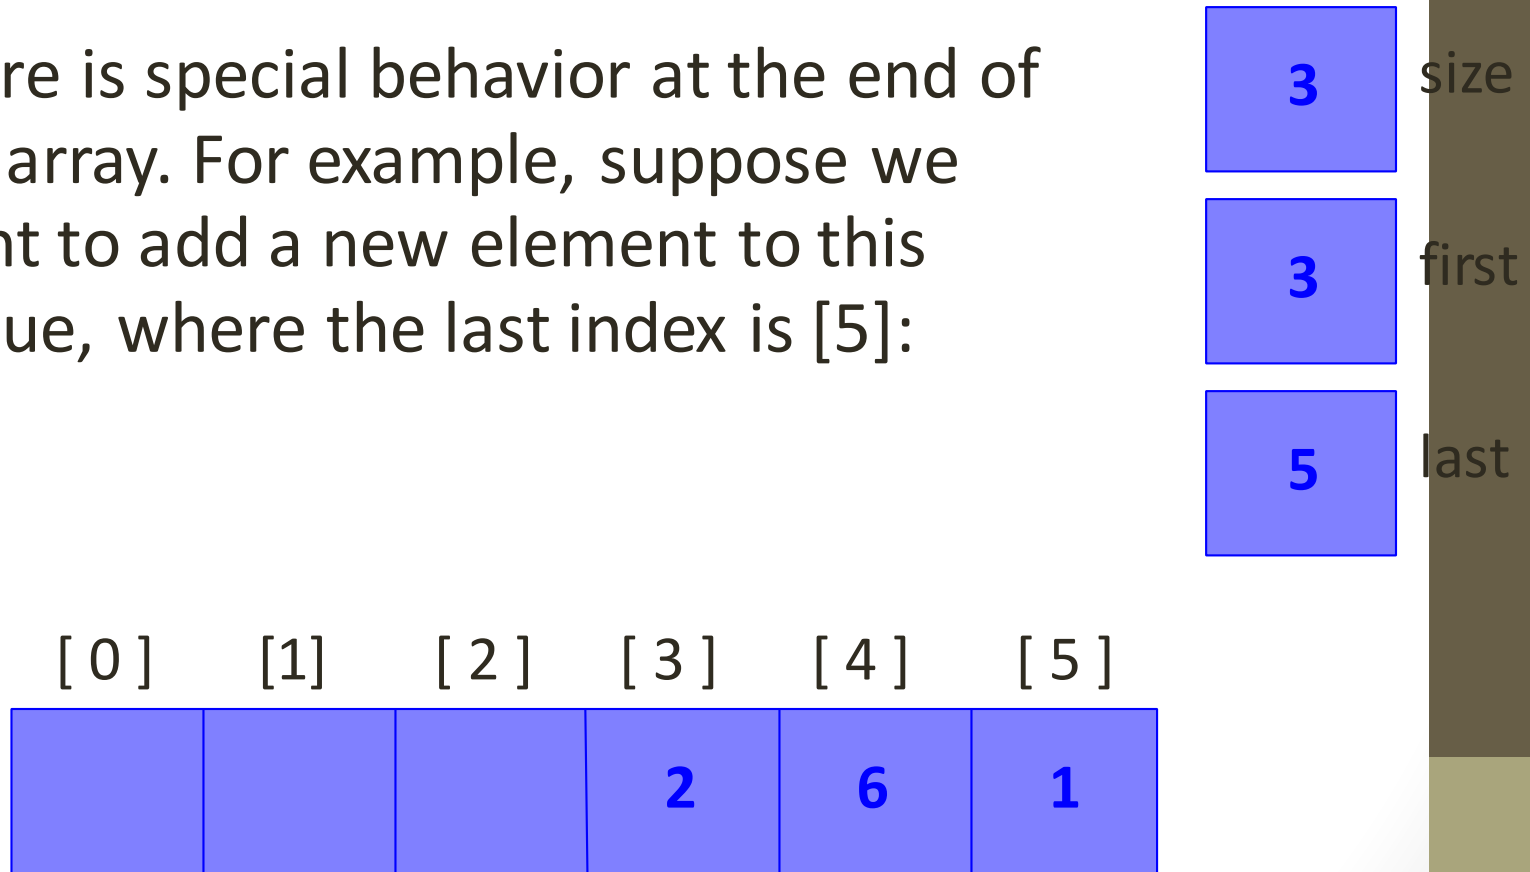 re is special behavior at the end of
array. For example, suppose we
nt to add a new element to this
ue, where the last index is [5]:
3 size
3 first
5 last
[ 0 ] [1] [ 2 ] [ 3 ] [ 4 ] [ 5 ]
2 6 1